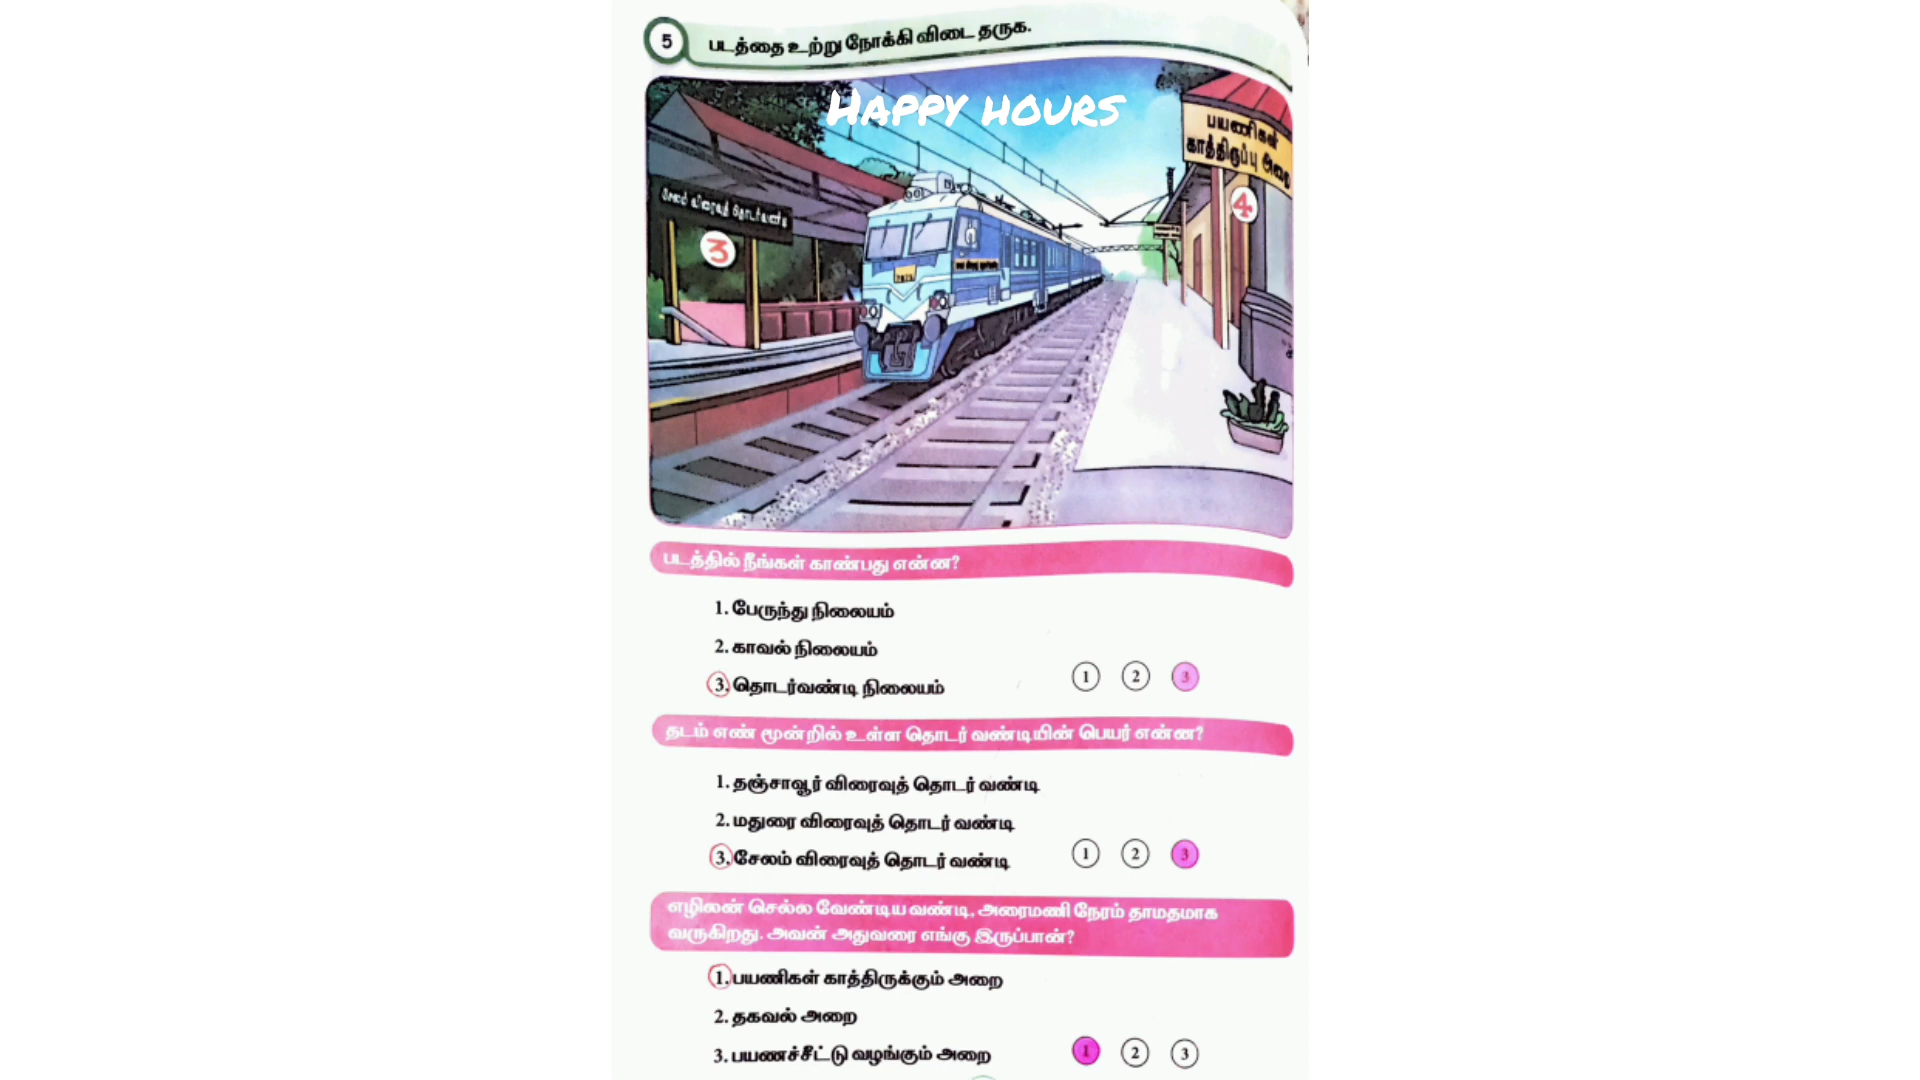 5 படத்தை உற்று நோக்கி விடை தருக.
HAPPY HOURS
பயணிகள்
காத்திருப்பு அறை
சேலம் விரைவுத் தொடர்வண்டி
3
4
படத்தில் நீங்கள் காண்பது என்ன?
1. பேருந்து நிலையம்
2. காவல் நிலையம்
3. தொடர்வண்டி நிலையம்
1 2 3
தடம் எண் மூன்றில் உள்ள தொடர் வண்டியின் பெயர் என்ன?
1. தஞ்சாவூர் விரைவுத் தொடர் வண்டி
2. மதுரை விரைவுத் தொடர் வண்டி
3. சேலம் விரைவுத் தொடர் வண்டி
1 2 3
எழிலன் செல்ல வேண்டிய வண்டி, அரைமணி நேரம் தாமதமாக
வருகிறது. அவன் அதுவரை எங்கு இருப்பான்?
1. பயணிகள் காத்திருக்கும் அறை
2. தகவல் அறை
3. பயணச்சீட்டு வழங்கும் அறை
1 2 3